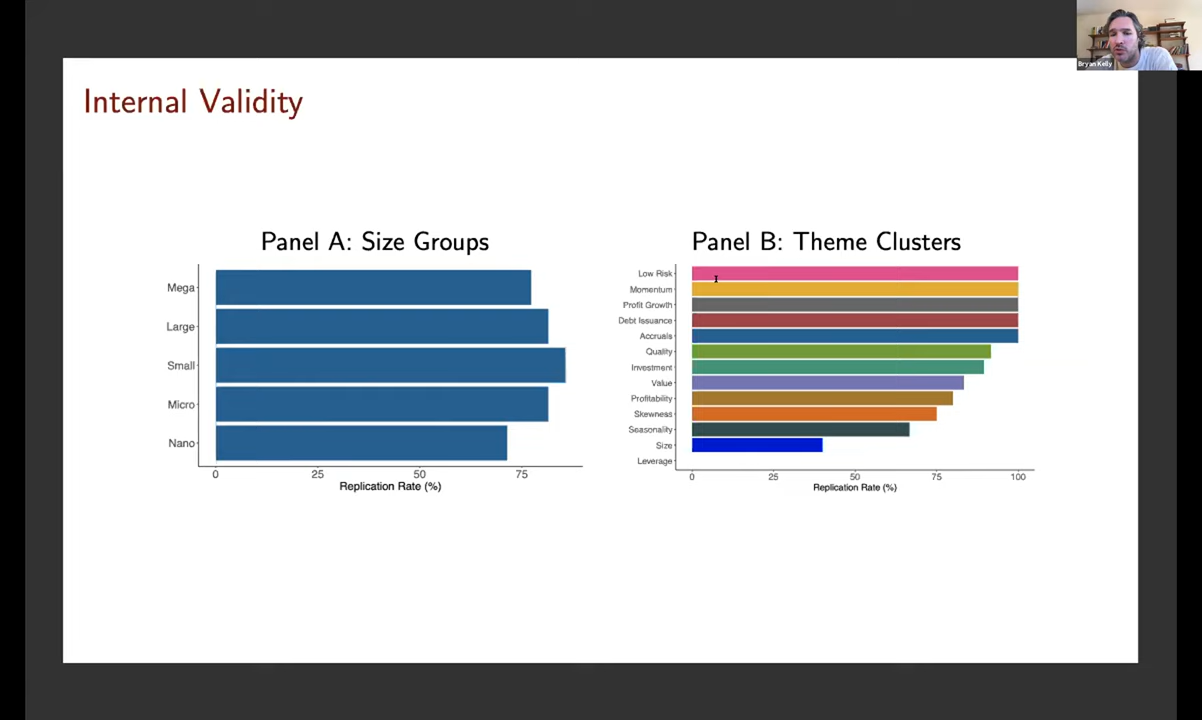 Bryan Kelly
Internal Validity
Panel A: Size Groups
Mega
Large
Small
Micro
Nano
0 25 50 75
Replication Rate (%)
Panel B: Theme Clusters
Low Risk
Momentum
Profit Growth
Debt Issuance
Accruals
Quality
Investment
Value
Profitability
Skewness
Seasonality
Size
Leverage
0 25 50 75 100
Replication Rate (%)